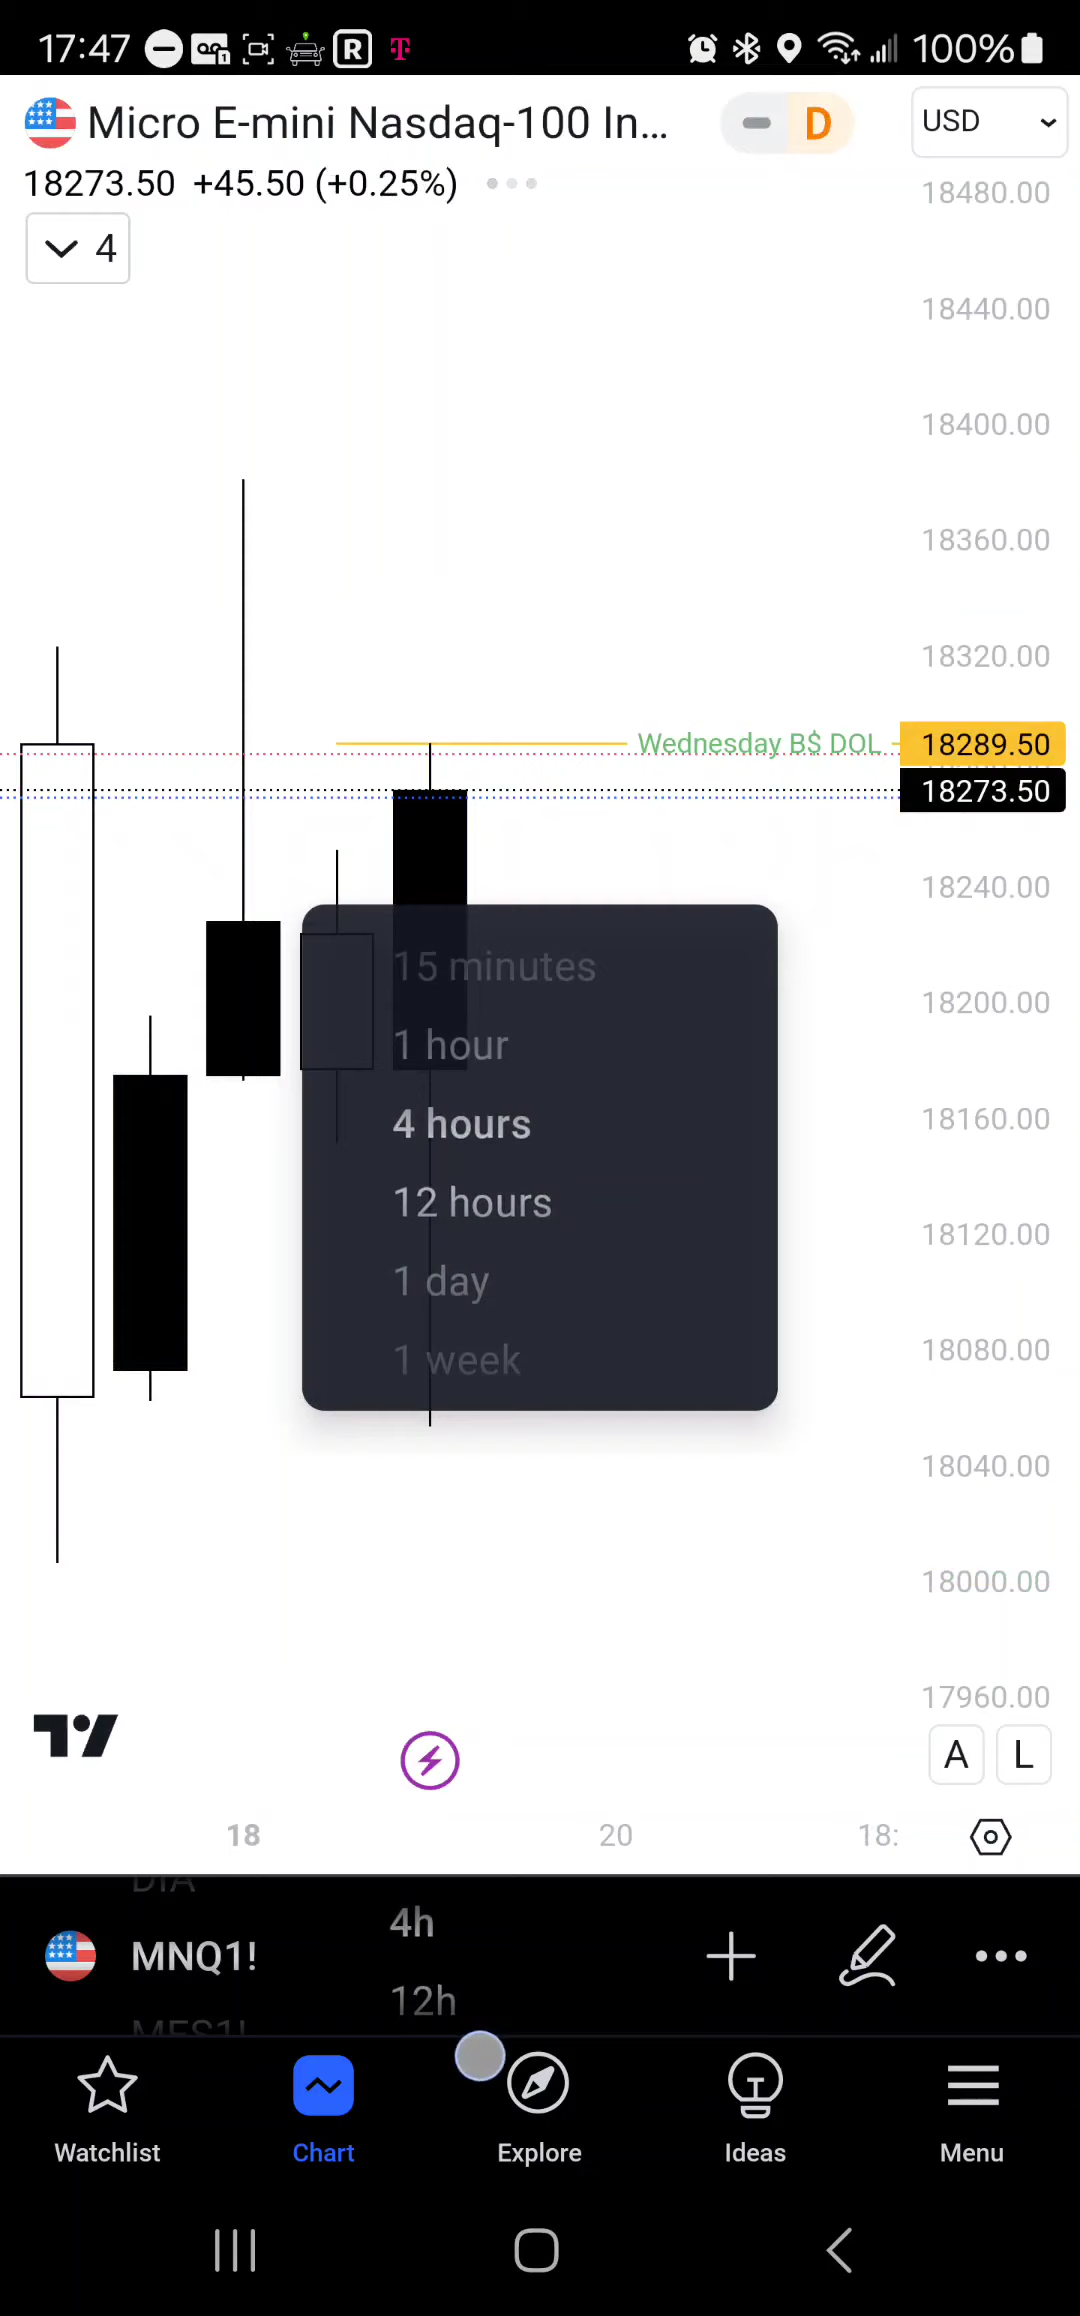 17:47 1 R T 100%
Micro E-mini Nasdaq-100 In... D USD
18273.50 +45.50 (+0.25%)
4
18480.00
18440.00
18400.00
18360.00
18320.00
Wednesday B$ DOL 18289.50
18273.50
18240.00
18200.00
18160.00
18120.00
18080.00
18040.00
18000.00
17960.00
15 minutes
1 hour
4 hours
12 hours
1 day
1 week
A L
18 20 18:
DIA
4h
MNQ1!
12h
MES1!
Watchlist Chart Explore Ideas Menu